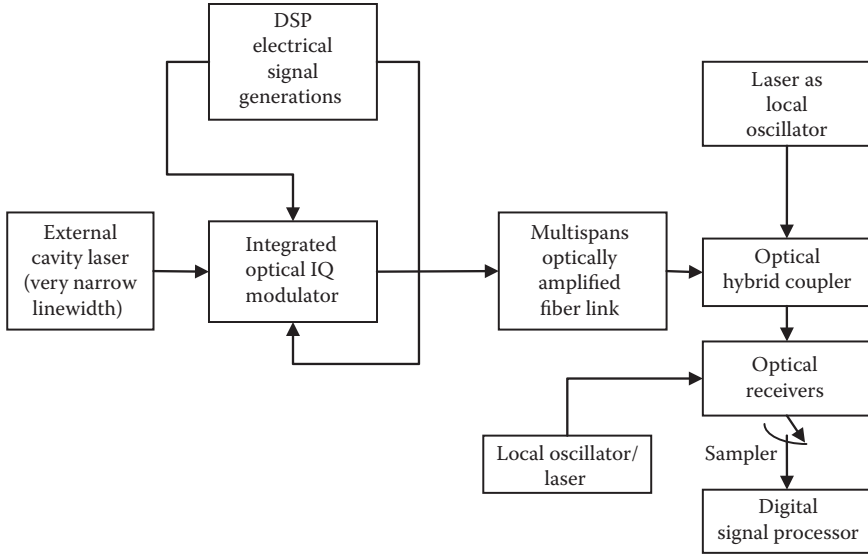 DSP
electrical
signal
generations
Laser as
local
oscillator
External
cavity laser
(very narrow
linewidth)
Integrated
optical IQ
modulator
Multispans
optically
amplified
fiber link
Optical
hybrid coupler
Optical
receivers
Local oscillator/
laser
Sampler
Digital
signal processor